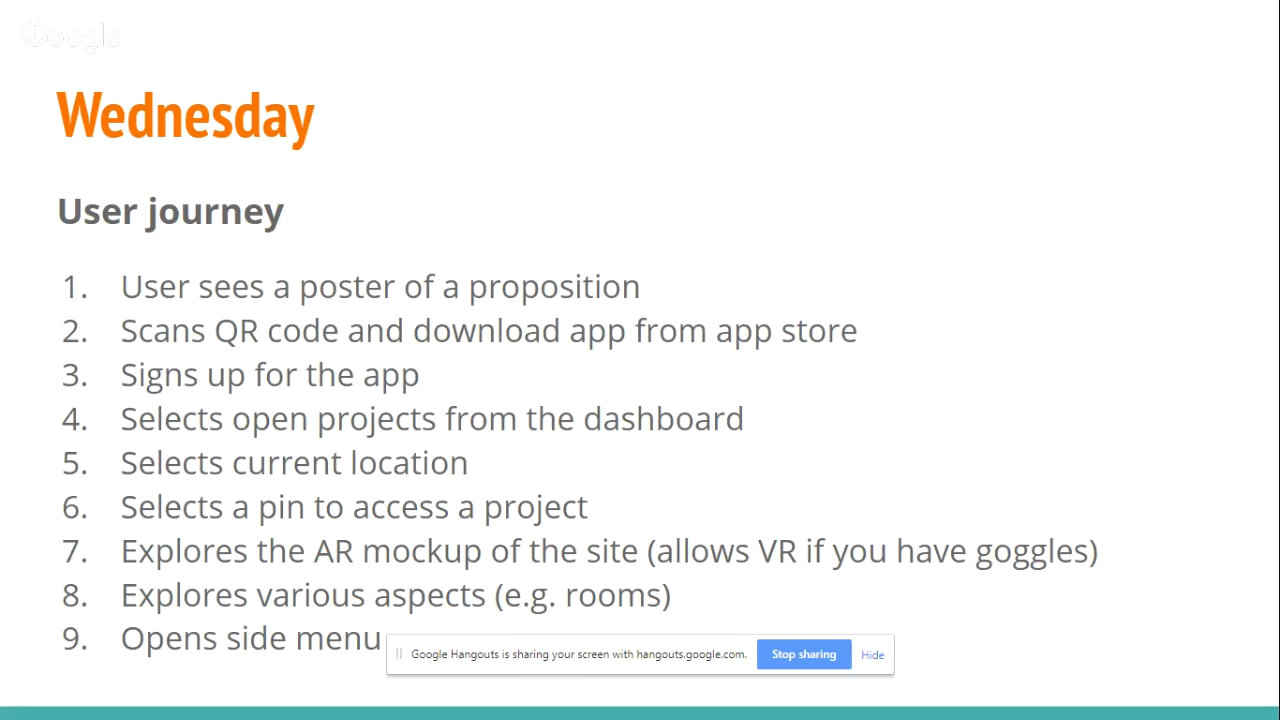 Google
Wednesday
User journey
1. User sees a poster of a proposition
2. Scans QR code and download app from app store
3. Signs up for the app
4. Selects open projects from the dashboard
5. Selects current location
6. Selects a pin to access a project
7. Explores the AR mockup of the site (allows VR if you have goggles)
8. Explores various aspects (e.g. rooms)
9. Opens side menu
Google Hangouts is sharing your screen with hangouts.google.com. Stop sharing Hide